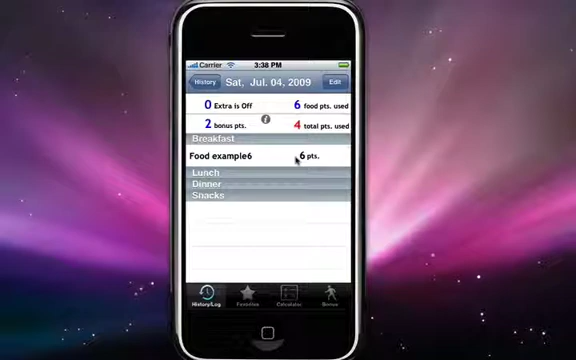 Carrier 3:38 PM
History Sat, Jul. 04, 2009 Edit
0 Extra is Off 6 food pts. used
2 bonus pts. i 4 total pts. used
Breakfast
Food example6 6 pts.
Lunch
Dinner
Snacks
History/Log Favorites Calculator Bonus